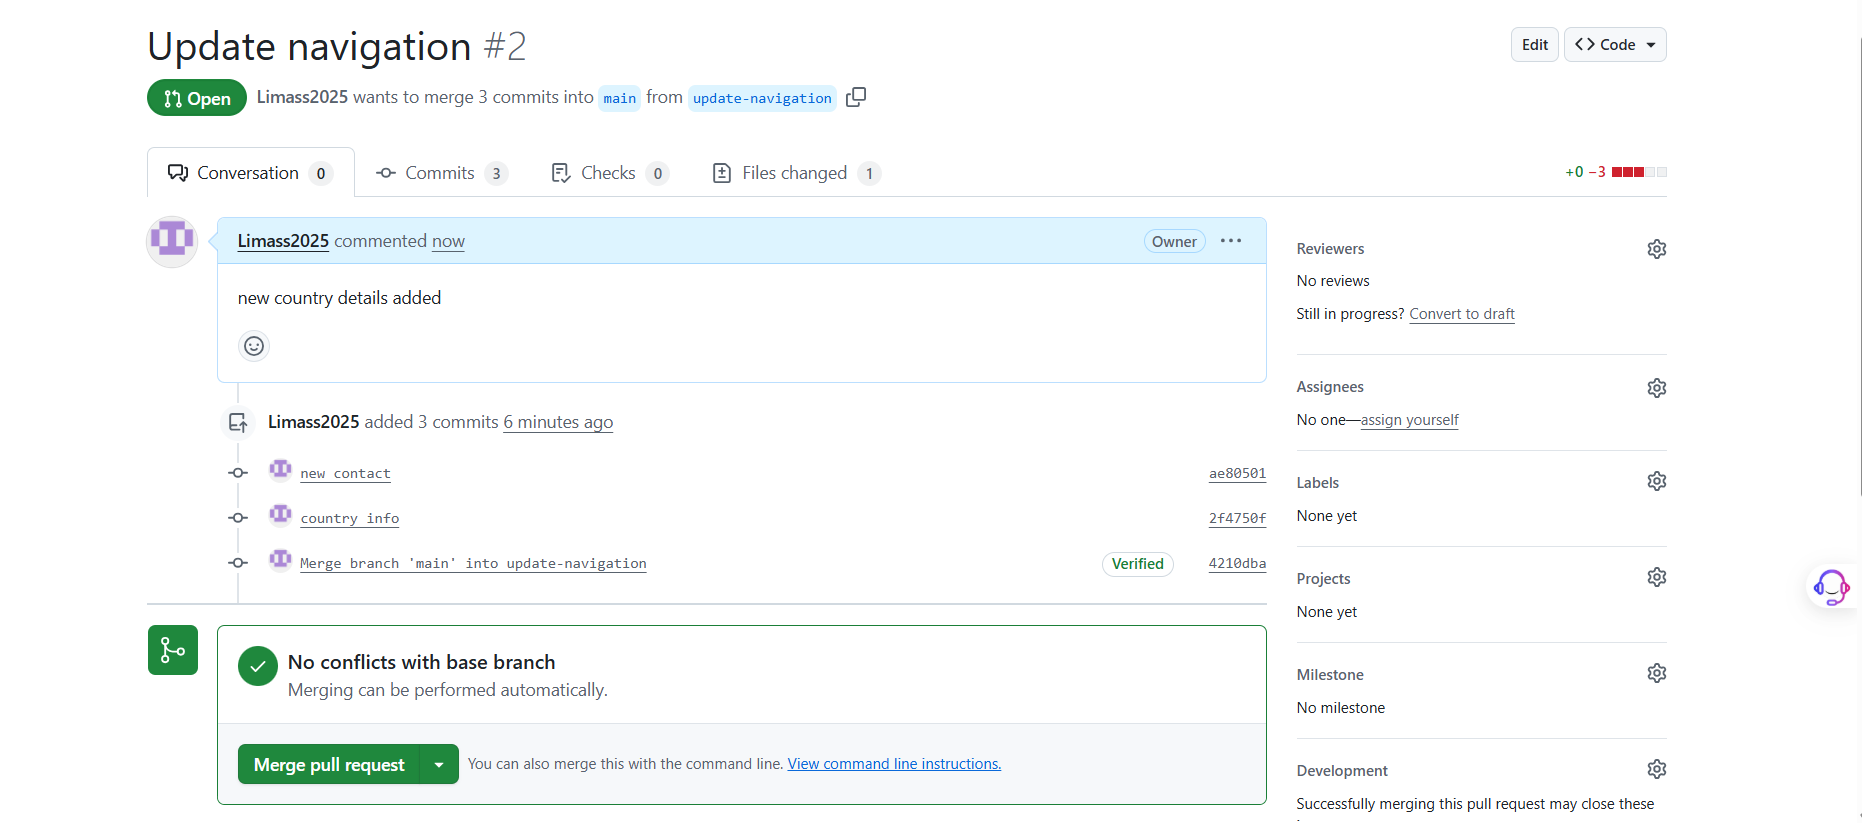 Update navigation #2
Edit
Code
Open
Limass2025 wants to merge 3 commits into main from update-navigation
Conversation 0
Commits 3
Checks 0
Files changed 1
+0 −3
Limass2025 commented now
Owner
new country details added
Limass2025 added 3 commits 6 minutes ago
new contact
ae80501
country info
2f4750f
Merge branch 'main' into update-navigation
Verified
4210dba
No conflicts with base branch
Merging can be performed automatically.
Merge pull request
You can also merge this with the command line. View command line instructions.
Reviewers
No reviews
Still in progress? Convert to draft
Assignees
No one—assign yourself
Labels
None yet
Projects
None yet
Milestone
No milestone
Development
Successfully merging this pull request may close these